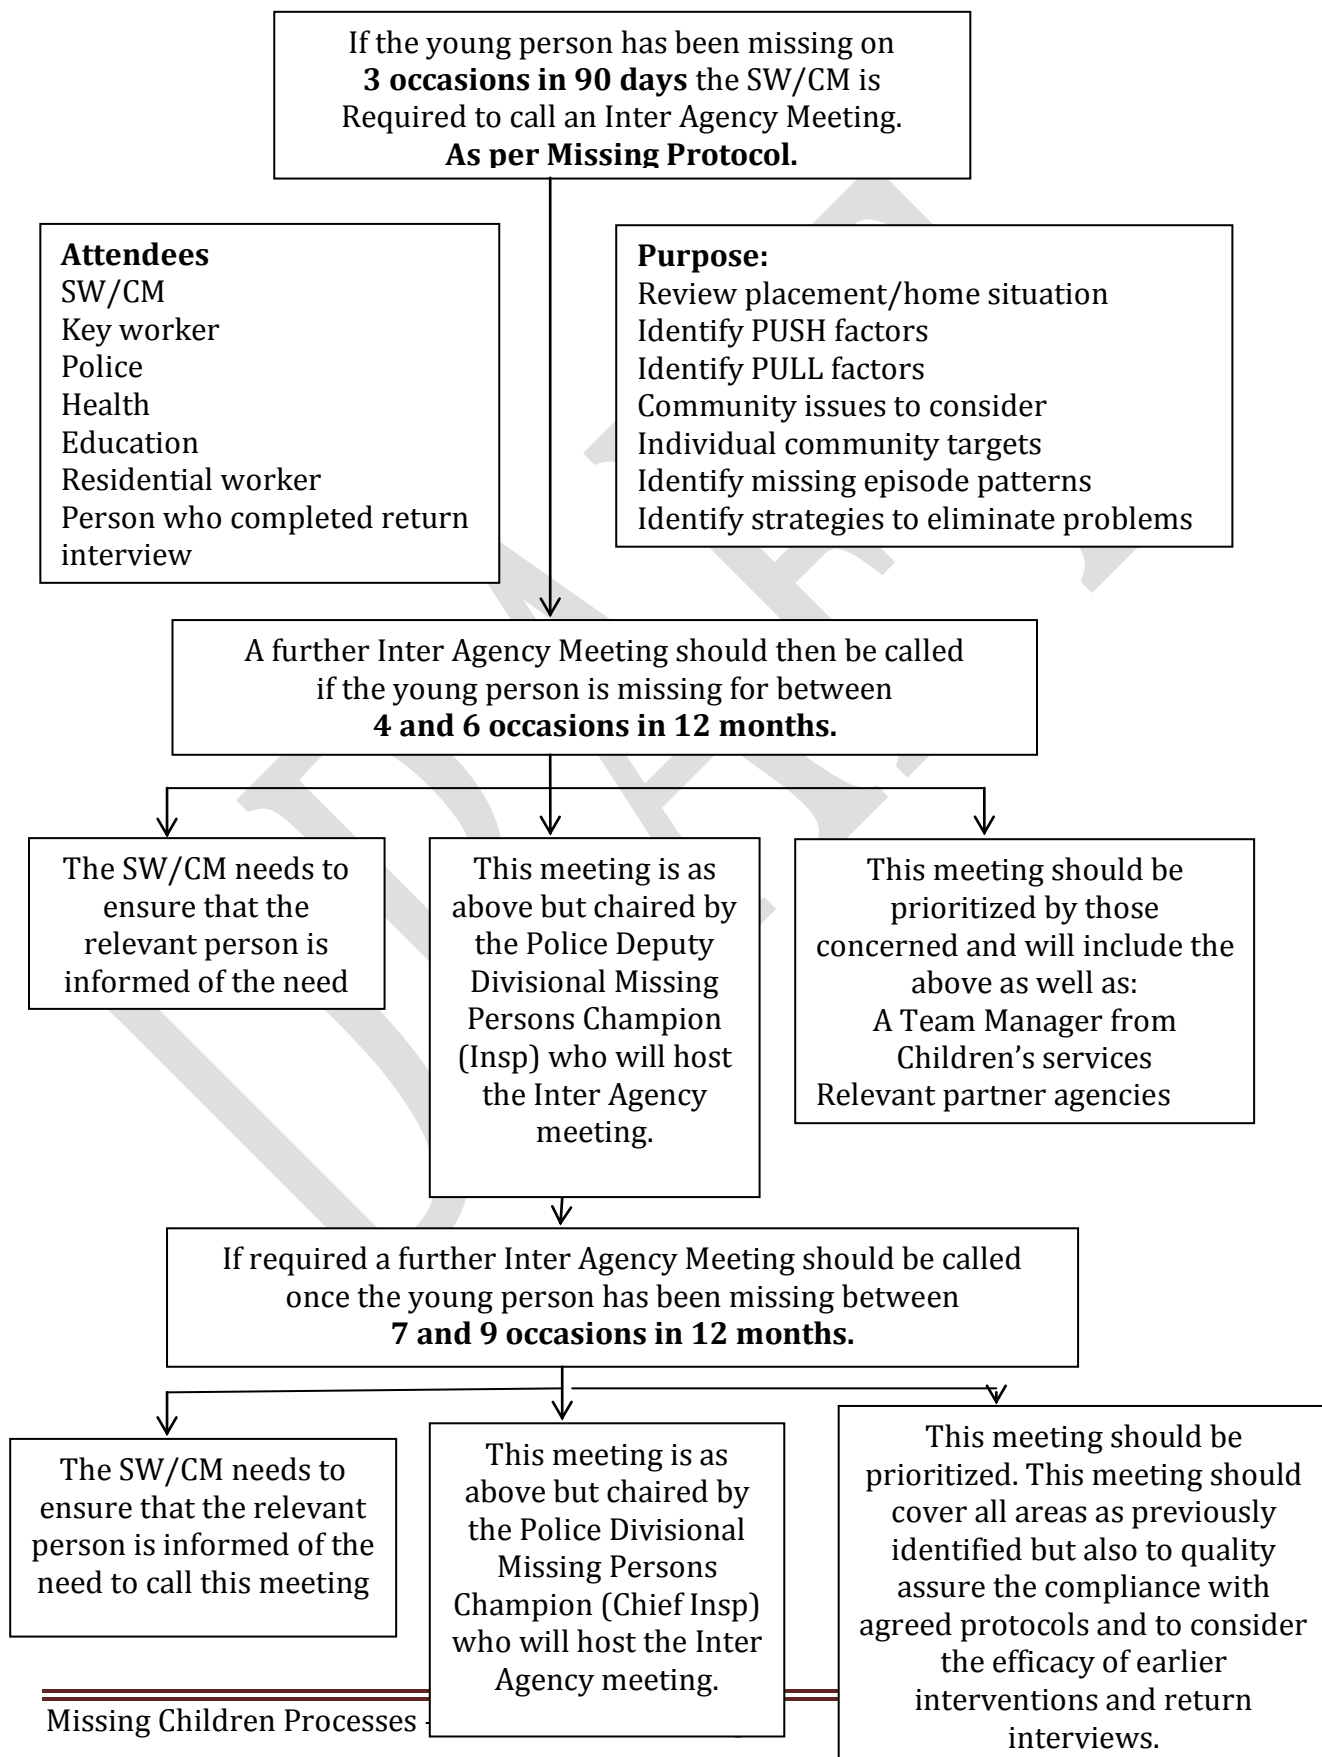 If the young person has been missing on
3 occasions in 90 days the SW/CM is
Required to call an Inter Agency Meeting.
As per Missing Protocol.
Attendees
SW/CM
Key worker
Police
Health
Education
Residential worker
Person who completed return
interview
Purpose:
Review placement/home situation
Identify PUSH factors
Identify PULL factors
Community issues to consider
Individual community targets
Identify missing episode patterns
Identify strategies to eliminate problems
A further Inter Agency Meeting should then be called
if the young person is missing for between
4 and 6 occasions in 12 months.
The SW/CM needs to
ensure that the
relevant person is
informed of the need
This meeting is as
above but chaired by
the Police Deputy
Divisional Missing
Persons Champion
(Insp) who will host
the Inter Agency
meeting.
This meeting should be
prioritized by those
concerned and will include the
above as well as:
A Team Manager from
Children's services
Relevant partner agencies
If required a further Inter Agency Meeting should be called
once the young person has been missing between
7 and 9 occasions in 12 months.
The SW/CM needs to
ensure that the relevant
person is informed of the
need to call this meeting
This meeting is as
above but chaired by
the Police Divisional
Missing Persons
Champion (Chief Insp)
who will host the Inter
Agency meeting.
This meeting should be
prioritized. This meeting should
cover all areas as previously
identified but also to quality
assure the compliance with
agreed protocols and to consider
the efficacy of earlier
interventions and return
interviews.
Missing Children Processes -
DRAFT